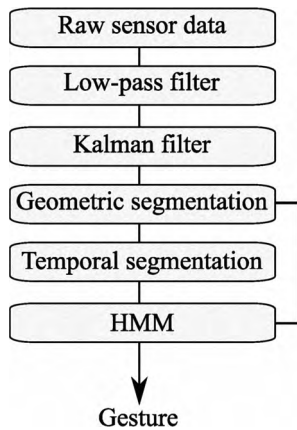 Raw sensor data
Low-pass filter
Kalman filter
Geometric segmentation
Temporal segmentation
HMM
Gesture